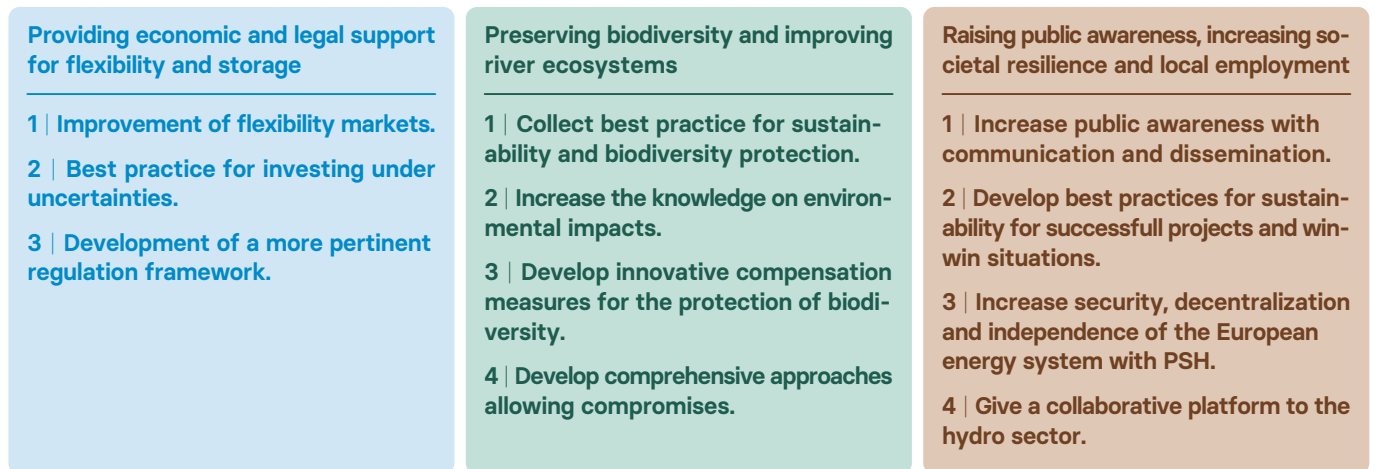 Providing economic and legal support
for flexibility and storage
1 | Improvement of flexibility markets.
2 | Best practice for investing under
uncertainties.
3 | Development of a more pertinent
regulation framework.
Preserving biodiversity and improving
river ecosystems
1 | Collect best practice for sustain-
ability and biodiversity protection.
2 | Increase the knowledge on environ-
mental impacts.
3 | Develop innovative compensation
measures for the protection of biodi-
versity.
4 | Develop comprehensive approaches
allowing compromises.
Raising public awareness, increasing so-
cietal resilience and local employment
1 | Increase public awareness with
communication and dissemination.
2 | Develop best practices for sustain-
ability for successfull projects and win-
win situations.
3 | Increase security, decentralization
and independence of the European
energy system with PSH.
4 | Give a collaborative platform to the
hydro sector.